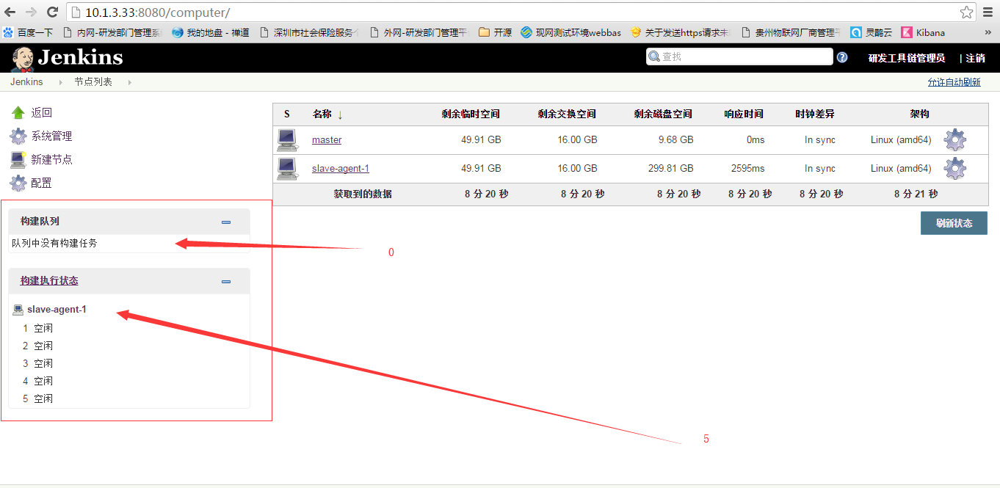 10.1.3.33:8080/computer/
百度一下 内网-研发部门管理系 我的地盘 - 禅道 深圳市社会保险服务 外网-研发部门管理平 开源 现网测试环境webbas 关于发送https请求未 贵州物联网厂商管理平 灵鹊云 Kibana »
Jenkins 查找 ? 研发工具链管理员 | 注销
Jenkins 节点列表 允许自动刷新
返回
系统管理
新建节点
配置
S 名称 ↓ 剩余临时空间 剩余交换空间 剩余磁盘空间 响应时间 时钟差异 架构
master 49.91 GB 16.00 GB 9.68 GB 0ms In sync Linux (amd64)
slave-agent-1 49.91 GB 16.00 GB 299.81 GB 2595ms In sync Linux (amd64)
获取到的数据 8 分 20 秒 8 分 20 秒 8 分 20 秒 8 分 20 秒 8 分 20 秒 8 分 21 秒
刷新状态
构建队列
队列中没有构建任务
0
构建执行状态
slave-agent-1
1 空闲
2 空闲
3 空闲
4 空闲
5 空闲
5